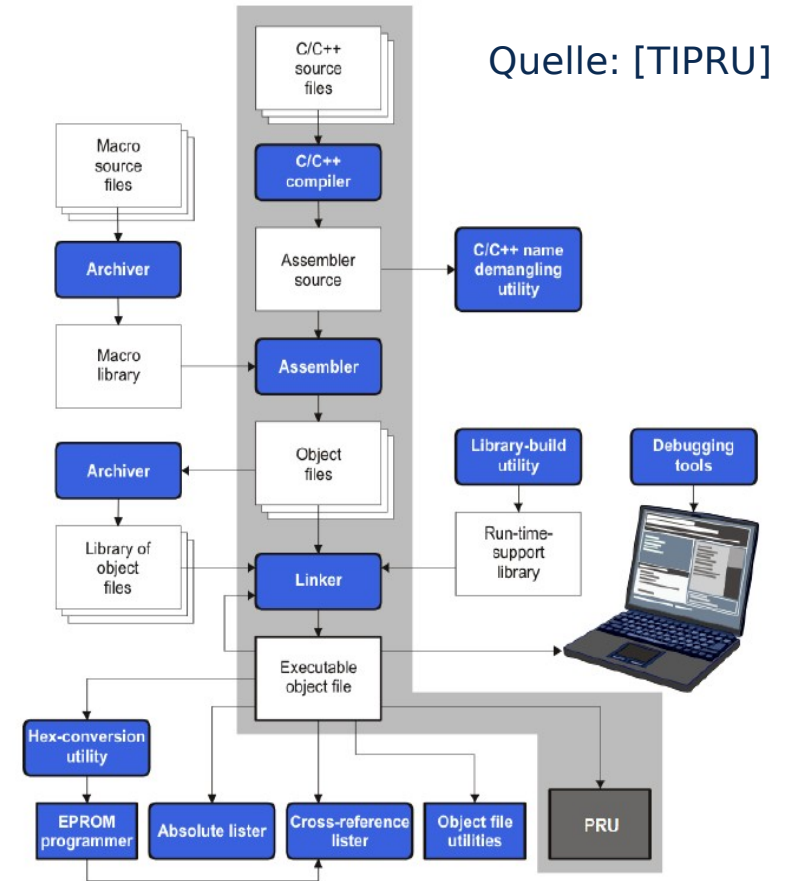 Quelle: [TIPRU]
C/C++
source
files
Macro
source
files
C/C++
compiler
Archiver
Assembler
source
C/C++ name
demangling
utility
Macro
library
Assembler
Archiver
Object
files
Library-build
utility
Debugging
tools
Library of
object
files
Linker
Run-time-
support
library
Executable
object file
Hex-conversion
utility
EPROM
programmer
Absolute lister
Cross-reference
lister
Object file
utilities
PRU